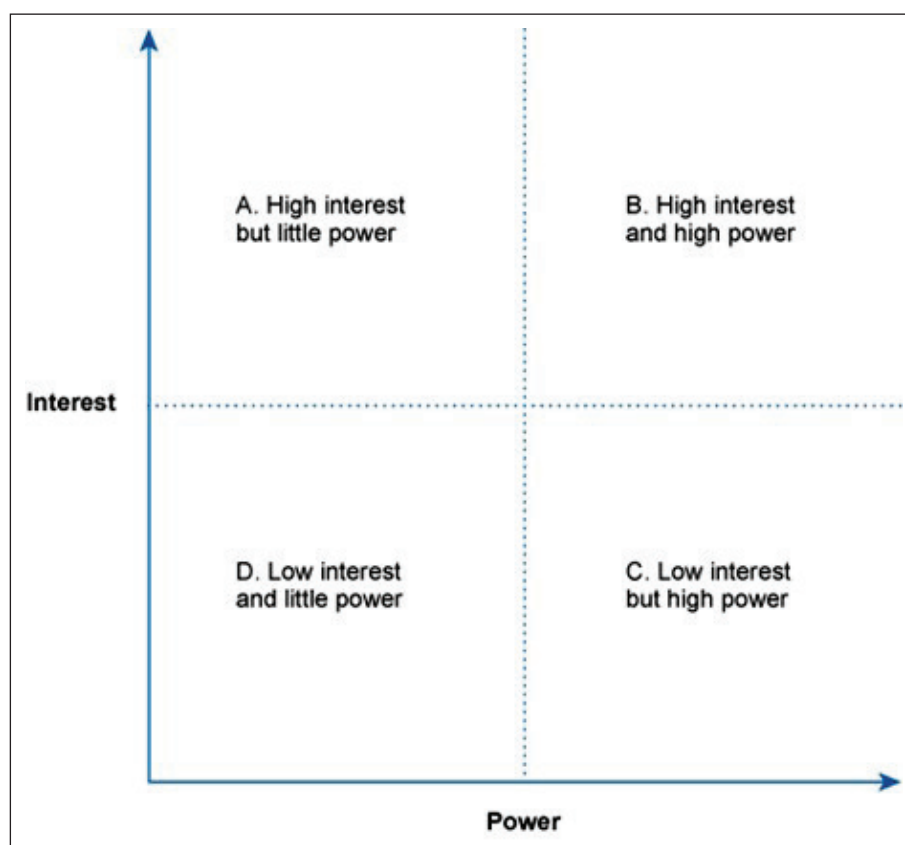 A. High interest
but little power
B. High interest
and high power
Interest
D. Low interest
and little power
C. Low interest
but high power
Power